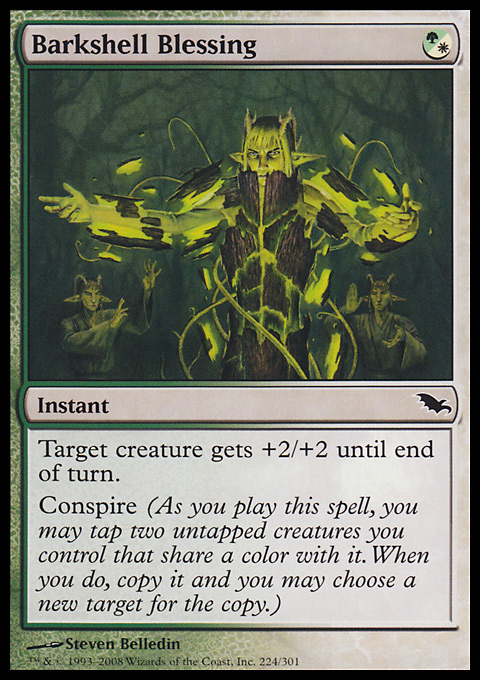 Barkshell Blessing
Instant
Target creature gets +2/+2 until end
of turn.
Conspire (As you play this spell, you
may tap two untapped creatures you
control that share a color with it. When
you do, copy it and you may choose a
new target for the copy.)
Steven Belledin
™ & © 1993–2008 Wizards of the Coast, Inc. 224/301